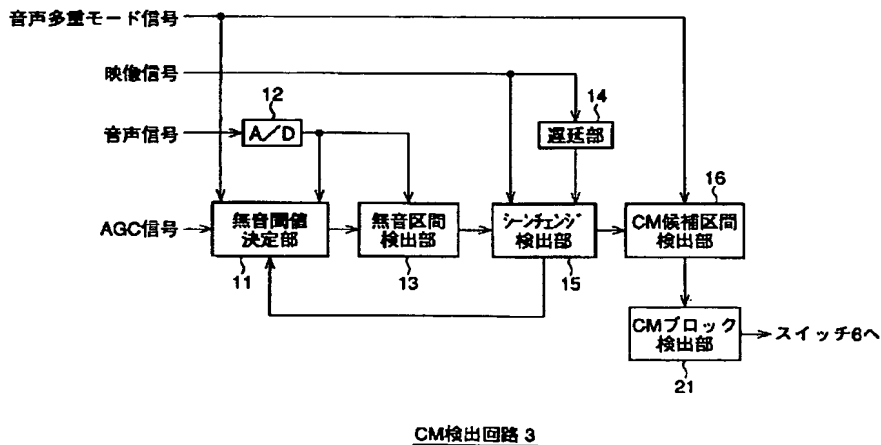 音声多重モード信号
映像信号
12
14
音声信号
A/D
遅延部
16
AGC信号
無音閾値
決定部
無音区間
検出部
シーンチェンジ
検出部
CM候補区間
検出部
11
13
15
CMブロック
検出部
スイッチ6へ
21
CM検出回路 3